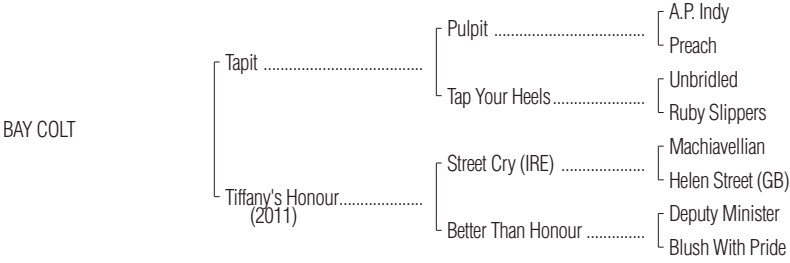 A.P. Indy
Pulpit ....................................
Preach
Tapit ......................................
Unbridled
Tap Your Heels......................
Ruby Slippers
BAY COLT
Machiavellian
Street Cry (IRE) ....................
Helen Street (GB)
Tiffany's Honour....................
(2011)
Deputy Minister
Better Than Honour ..............
Blush With Pride